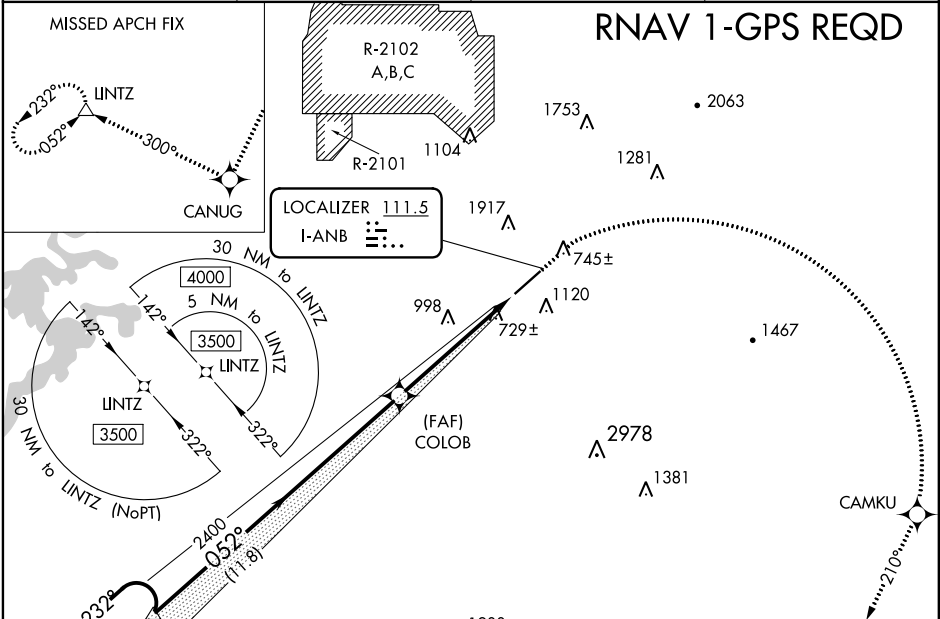 MISSED APCH FIX
RNAV 1-GPS REQD
R-2102
A,B,C
R-2101
1104
1753
2063
1281
232°
LINTZ
052°
300°
CANUG
LOCALIZER 111.5
I-ANB
1917
745±
30 NM to LINTZ
4000
142°
5 NM to LINTZ
3500
LINTZ
322°
142°
LINTZ
3500
322°
30 NM to LINTZ (NoPT)
998
729±
1120
1467
(FAF)
COLOB
2978
1381
CAMKU
210°
2400
052°
(11.8)
232°